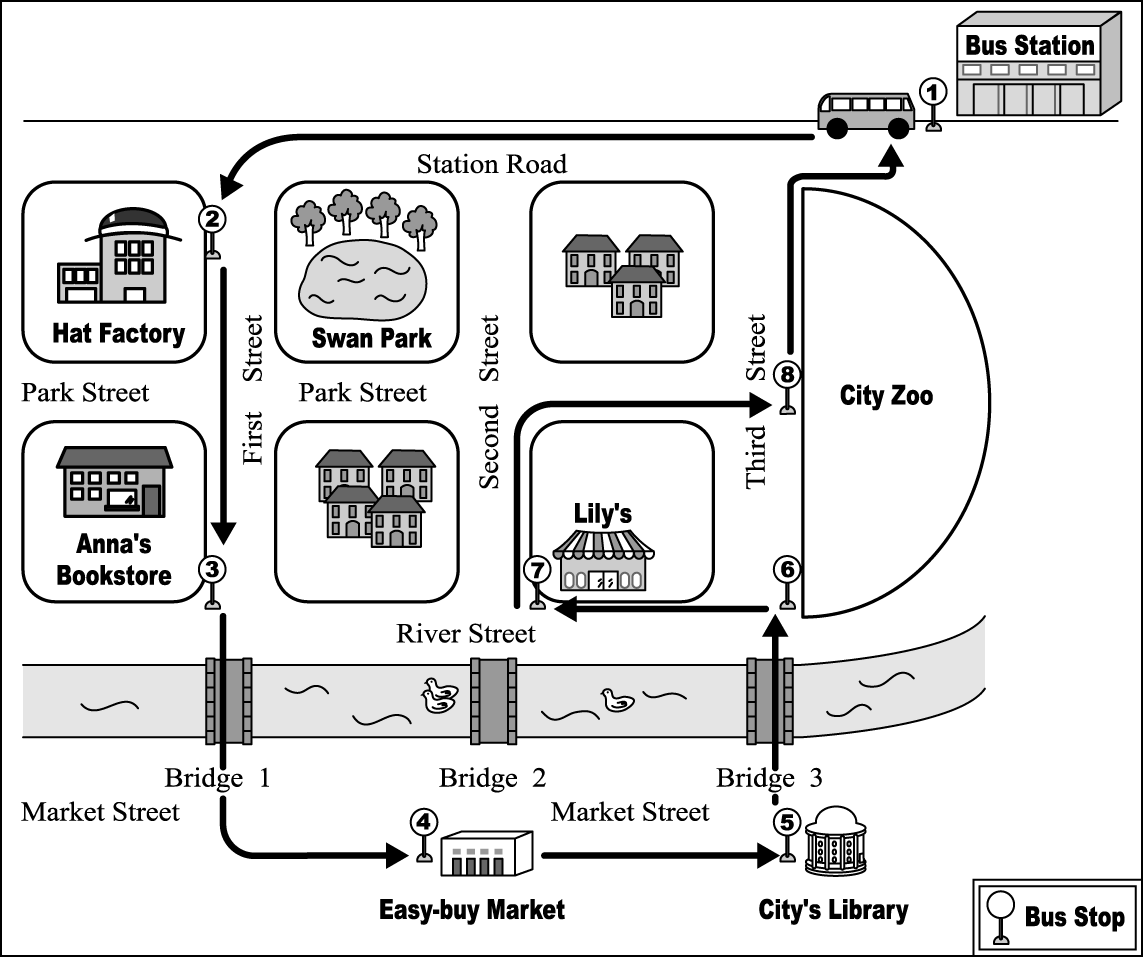 Bus Station
1
Station Road
2
Hat Factory
Swan Park
First Street
Second Street
Third Street
Park Street
Park Street
8
City Zoo
Anna's
Bookstore
3
Lily's
7
6
River Street
Bridge 1
Bridge 2
Bridge 3
Market Street
Market Street
4
5
Easy-buy Market
City's Library
Bus Stop